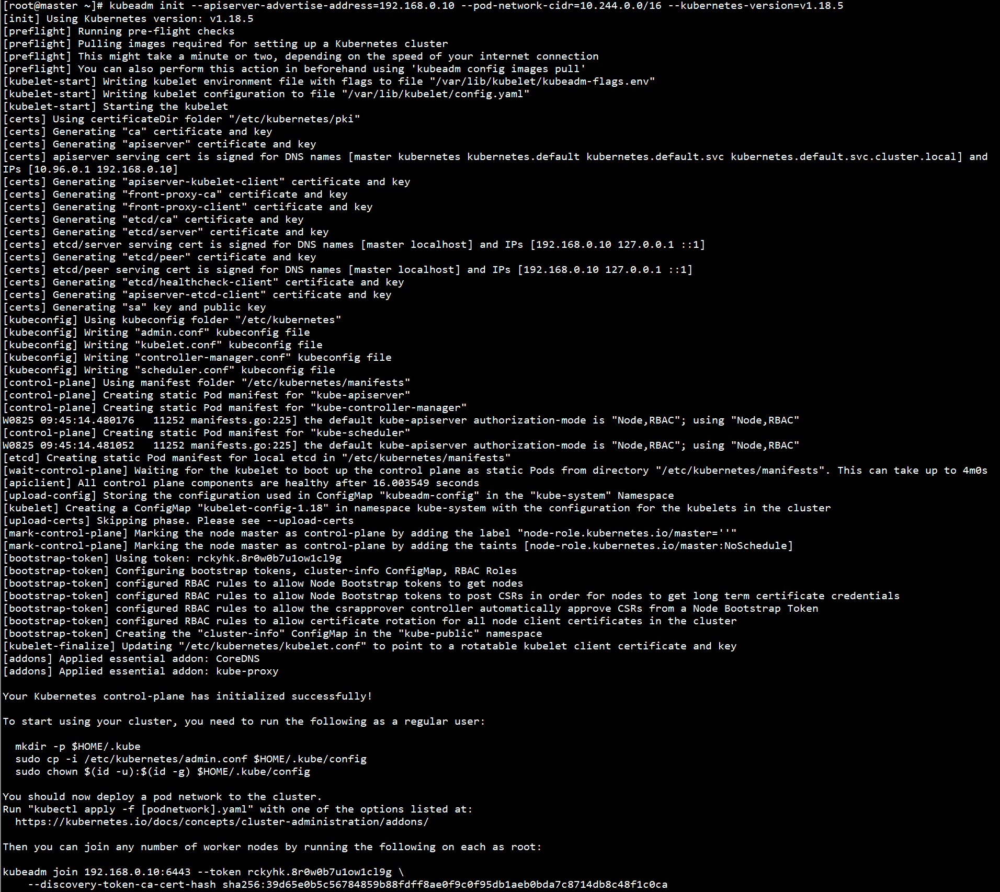 [root@master ~]# kubeadm init --apiserver-advertise-address=192.168.0.10 --pod-network-cidr=10.244.0.0/16 --kubernetes-version=v1.18.5
[init] Using Kubernetes version: v1.18.5
[preflight] Running pre-flight checks
[preflight] Pulling images required for setting up a Kubernetes cluster
[preflight] This might take a minute or two, depending on the speed of your internet connection
[preflight] You can also perform this action in beforehand using 'kubeadm config images pull'
[kubelet-start] Writing kubelet environment file with flags to file "/var/lib/kubelet/kubeadm-flags.env"
[kubelet-start] Writing kubelet configuration to file "/var/lib/kubelet/config.yaml"
[kubelet-start] Starting the kubelet
[certs] Using certificateDir folder "/etc/kubernetes/pki"
[certs] Generating "ca" certificate and key
[certs] Generating "apiserver" certificate and key
[certs] apiserver serving cert is signed for DNS names [master kubernetes kubernetes.default kubernetes.default.svc kubernetes.default.svc.cluster.local] and
IPs [10.96.0.1 192.168.0.10]
[certs] Generating "apiserver-kubelet-client" certificate and key
[certs] Generating "front-proxy-ca" certificate and key
[certs] Generating "front-proxy-client" certificate and key
[certs] Generating "etcd/ca" certificate and key
[certs] Generating "etcd/server" certificate and key
[certs] etcd/server serving cert is signed for DNS names [master localhost] and IPs [192.168.0.10 127.0.0.1 ::1]
[certs] Generating "etcd/peer" certificate and key
[certs] etcd/peer serving cert is signed for DNS names [master localhost] and IPs [192.168.0.10 127.0.0.1 ::1]
[certs] Generating "etcd/healthcheck-client" certificate and key
[certs] Generating "apiserver-etcd-client" certificate and key
[certs] Generating "sa" key and public key
[kubeconfig] Using kubeconfig folder "/etc/kubernetes"
[kubeconfig] Writing "admin.conf" kubeconfig file
[kubeconfig] Writing "kubelet.conf" kubeconfig file
[kubeconfig] Writing "controller-manager.conf" kubeconfig file
[kubeconfig] Writing "scheduler.conf" kubeconfig file
[control-plane] Using manifest folder "/etc/kubernetes/manifests"
[control-plane] Creating static Pod manifest for "kube-apiserver"
[control-plane] Creating static Pod manifest for "kube-controller-manager"
W0825 09:45:14.480176   11252 manifests.go:225] the default kube-apiserver authorization-mode is "Node,RBAC"; using "Node,RBAC"
[control-plane] Creating static Pod manifest for "kube-scheduler"
W0825 09:45:14.481052   11252 manifests.go:225] the default kube-apiserver authorization-mode is "Node,RBAC"; using "Node,RBAC"
[etcd] Creating static Pod manifest for local etcd in "/etc/kubernetes/manifests"
[wait-control-plane] Waiting for the kubelet to boot up the control plane as static Pods from directory "/etc/kubernetes/manifests". This can take up to 4m0s
[apiclient] All control plane components are healthy after 16.003549 seconds
[upload-config] Storing the configuration used in ConfigMap "kubeadm-config" in the "kube-system" Namespace
[kubelet] Creating a ConfigMap "kubelet-config-1.18" in namespace kube-system with the configuration for the kubelets in the cluster
[upload-certs] Skipping phase. Please see --upload-certs
[mark-control-plane] Marking the node master as control-plane by adding the label "node-role.kubernetes.io/master=''"
[mark-control-plane] Marking the node master as control-plane by adding the taints [node-role.kubernetes.io/master:NoSchedule]
[bootstrap-token] Using token: rckyhk.8r0w0b7u1ow1cl9g
[bootstrap-token] Configuring bootstrap tokens, cluster-info ConfigMap, RBAC Roles
[bootstrap-token] configured RBAC rules to allow Node Bootstrap tokens to get nodes
[bootstrap-token] configured RBAC rules to allow Node Bootstrap tokens to post CSRs in order for nodes to get long term certificate credentials
[bootstrap-token] configured RBAC rules to allow the csrapprover controller automatically approve CSRs from a Node Bootstrap Token
[bootstrap-token] configured RBAC rules to allow certificate rotation for all node client certificates in the cluster
[bootstrap-token] Creating the "cluster-info" ConfigMap in the "kube-public" namespace
[kubelet-finalize] Updating "/etc/kubernetes/kubelet.conf" to point to a rotatable kubelet client certificate and key
[addons] Applied essential addon: CoreDNS
[addons] Applied essential addon: kube-proxy

Your Kubernetes control-plane has initialized successfully!

To start using your cluster, you need to run the following as a regular user:

  mkdir -p $HOME/.kube
  sudo cp -i /etc/kubernetes/admin.conf $HOME/.kube/config
  sudo chown $(id -u):$(id -g) $HOME/.kube/config

You should now deploy a pod network to the cluster.
Run "kubectl apply -f [podnetwork].yaml" with one of the options listed at:
  https://kubernetes.io/docs/concepts/cluster-administration/addons/

Then you can join any number of worker nodes by running the following on each as root:

kubeadm join 192.168.0.10:6443 --token rckyhk.8r0w0b7u1ow1cl9g \
    --discovery-token-ca-cert-hash sha256:39d65e0b5c56784859b88fdff8ae0f9c0f95db1aeb0bda7c8714db8c48f1c0ca